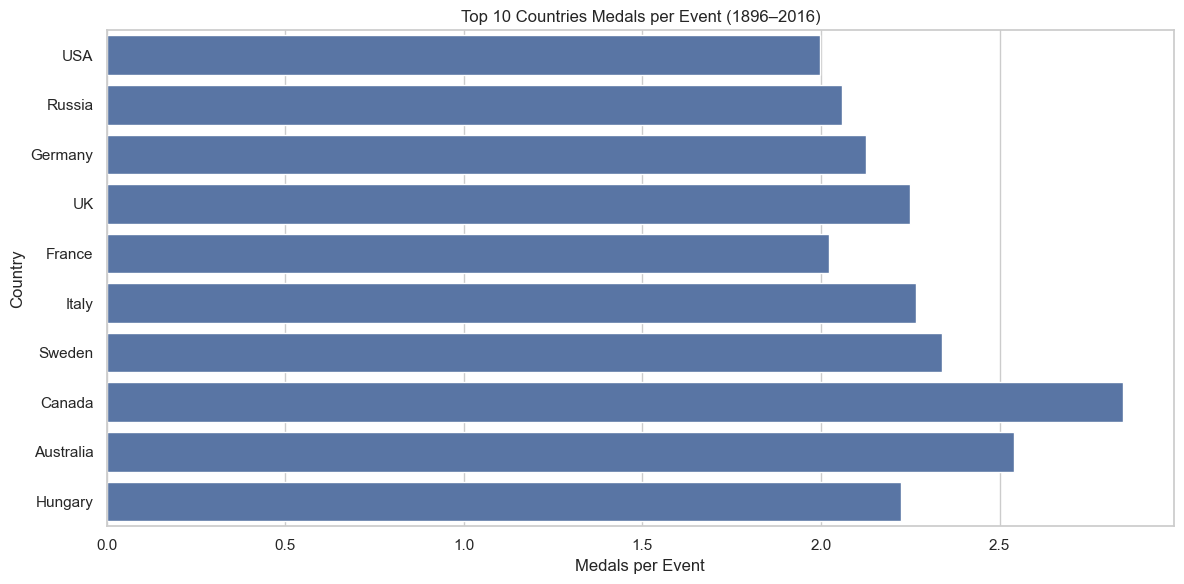 Top 10 Countries Medals per Event (1896–2016)
USA
Russia
Germany
UK
France
Italy
Sweden
Canada
Australia
Hungary
Country
0.0 0.5 1.0 1.5 2.0 2.5
Medals per Event